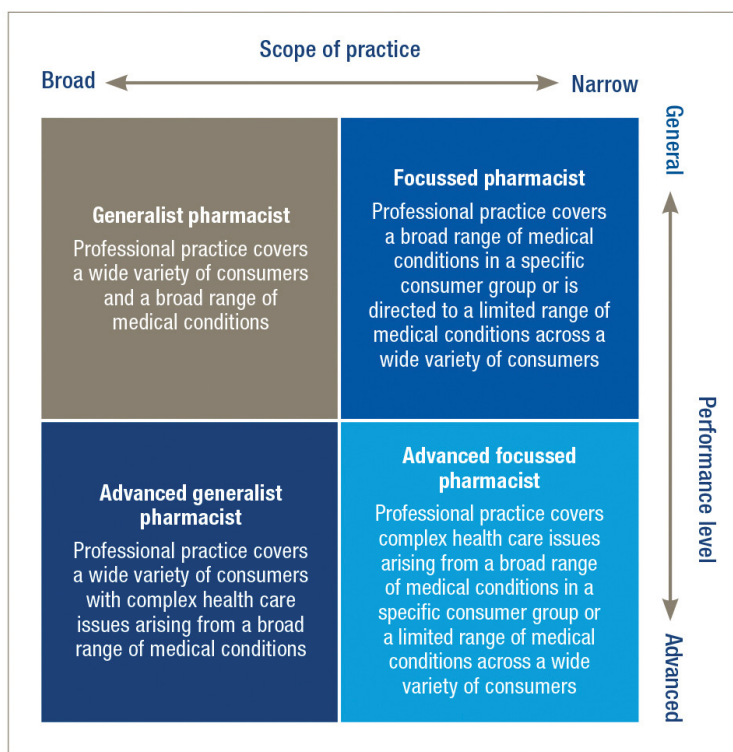 Scope of practice
Broad
Narrow
General
Generalist pharmacist
Professional practice covers
a wide variety of consumers
and a broad range of
medical conditions
Focussed pharmacist
Professional practice covers
a broad range of medical
conditions in a specific
consumer group or is
directed to a limited range of
medical conditions across a
wide variety of consumers
Performance level
Advanced generalist
pharmacist
Professional practice covers
a wide variety of consumers
with complex health care
issues arising from a broad
range of medical conditions
Advanced focussed
pharmacist
Professional practice covers
complex health care issues
arising from a broad range
of medical conditions in a
specific consumer group or
a limited range of medical
conditions across a wide
variety of consumers
Advanced